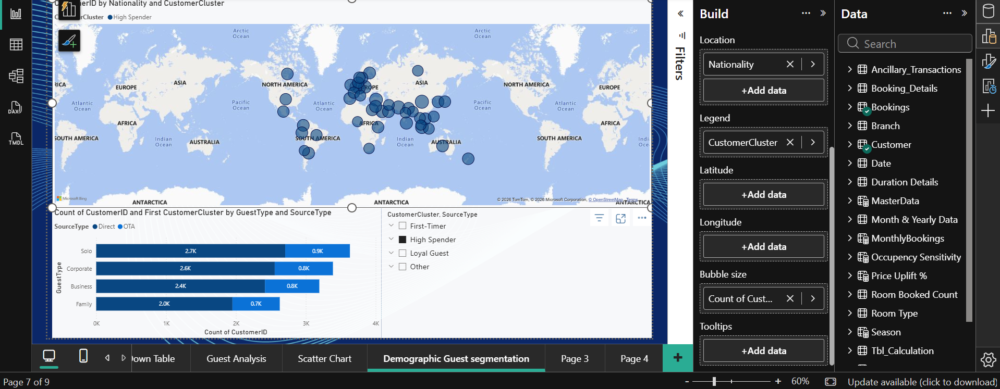 erID by Nationality and CustomerCluster
Cluster High Spender
Arctic Ocean
Arctic Ocean
RICA
EUROPE
ASIA
NORTH AMERICA
ASIA
NORTH AMERICA
EUROPE
Atlantic Ocean
Pacific Ocean
Atlantic Ocean
Pacific Ocean
Atlantic Ocean
AFRICA
AFRICA
AFRICA
SOUTH AMERICA
Indian Ocean
AUSTRALIA
SOUTH AMERICA
Indian Ocean
AUSTRALIA
SOUTH AMERICA
Indi
Microsoft Bing
© 2026 TomTom, © 2026 Microsoft Corporation, © OpenStreetMap, Terms
ANTARCTICA
ANTARCTICA
ANTARCTICA
Count of CustomerID and First CustomerCluster by GuestType and SourceType
SourceType Direct OTA
GuestType
Solo 2.7K 0.9K
Corporate 2.6K 0.8K
Business 2.4K 0.8K
Family 2.0K 0.7K
0K 1K 2K 3K 4K
Count of CustomerID
CustomerCluster, SourceType
First-Timer
High Spender
Loyal Guest
Other
DAX
TMDL
Filters
Build
Location
Nationality
+Add data
Legend
CustomerCluster
Latitude
+Add data
Longitude
+Add data
Bubble size
Count of Cust...
Tooltips
+Add data
Data
Search
Ancillary_Transactions
Booking_Details
Bookings
Branch
Customer
Date
Duration Details
MasterData
Month & Yearly Data
MonthlyBookings
Occupency Sensitivity
Price Uplift %
Room Booked Count
Room Type
Season
Tbl_Calculation
Down Table
Guest Analysis
Scatter Chart
Demographic Guest segmentation
Page 3
Page 4
+
Page 7 of 9
- + 60%
Update available (click to download)